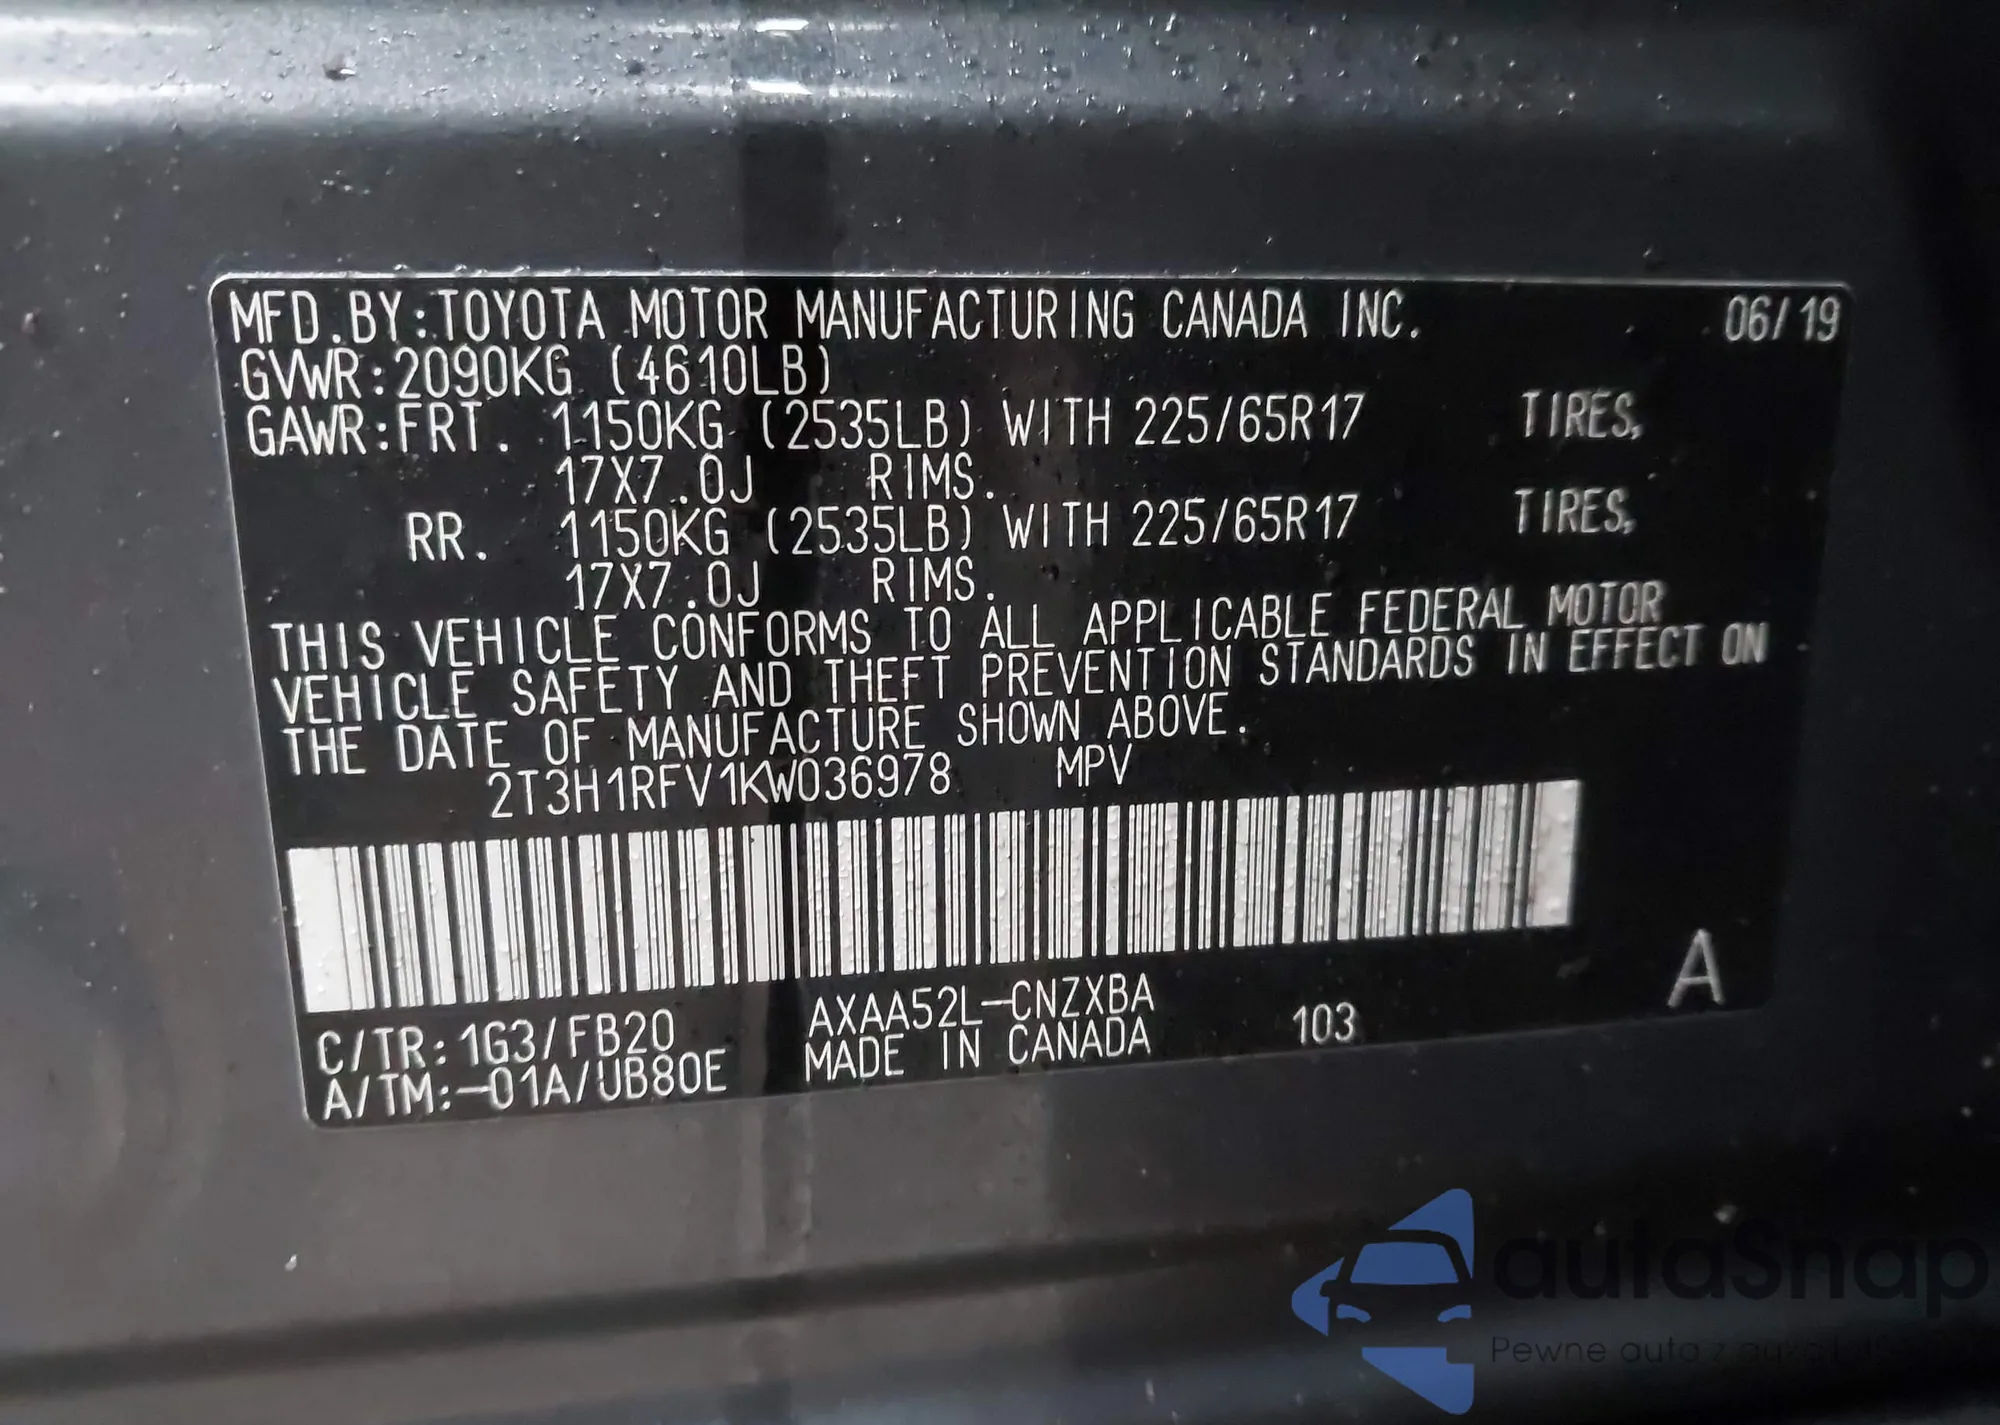 MFD.BY:TOYOTA MOTOR MANUFACTURING CANADA INC. 06/19
GVWR:2090KG (4610LB)
GAWR:FRT. 1150KG (2535LB) WITH 225/65R17 TIRES,
17X7.0J RIMS.
RR. 1150KG (2535LB) WITH 225/65R17 TIRES,
17X7.0J RIMS.
THIS VEHICLE CONFORMS TO ALL APPLICABLE FEDERAL MOTOR
VEHICLE SAFETY AND THEFT PREVENTION STANDARDS IN EFFECT ON
THE DATE OF MANUFACTURE SHOWN ABOVE.
2T3H1RFV1KW036978 MPV
A
C/TR:1G3/FB20 AXAA52L-CNZXBA
A/TM:-01A/UB80E MADE IN CANADA 103
autaSnap
Pewne auta z